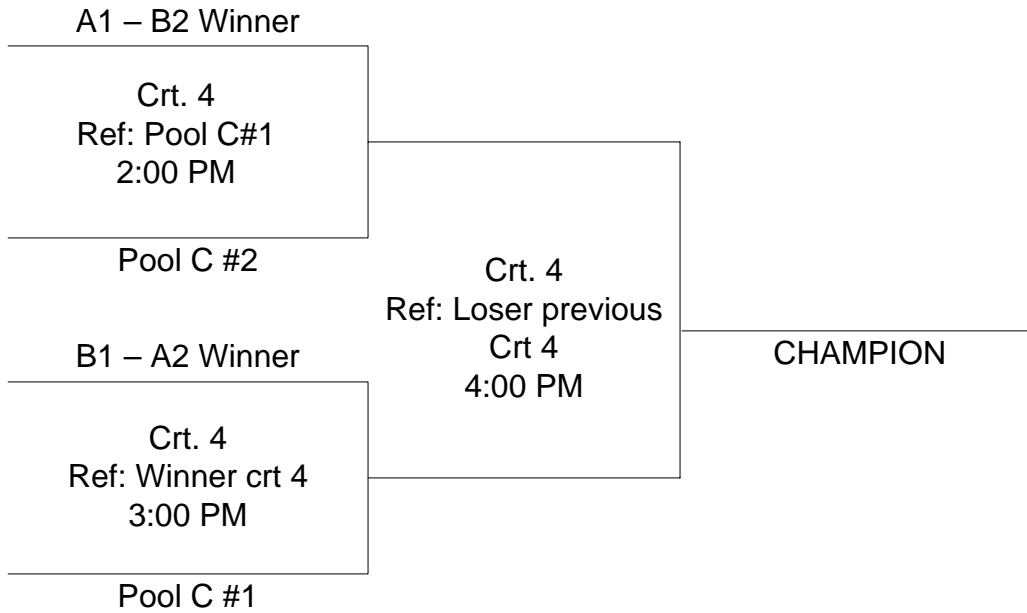 A1 – B2 Winner
Crt. 4
Ref: Pool C#1
2:00 PM
Pool C #2
Crt. 4
Ref: Loser previous
Crt 4
4:00 PM
CHAMPION
B1 – A2 Winner
Crt. 4
Ref: Winner crt 4
3:00 PM
Pool C #1